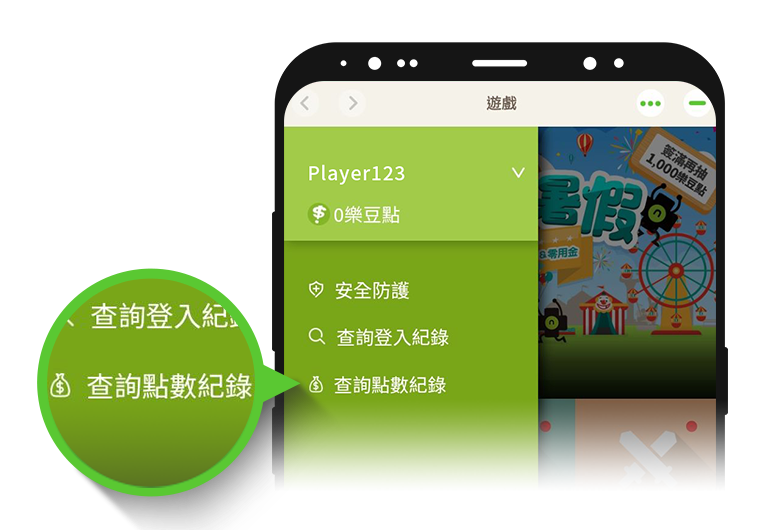 遊戲
Player123
0樂豆點
安全防護
查詢登入紀錄
查詢點數紀錄
簽滿再抽
1,000樂豆點
暑假
&零用金
查詢登入紀
查詢點數紀錄